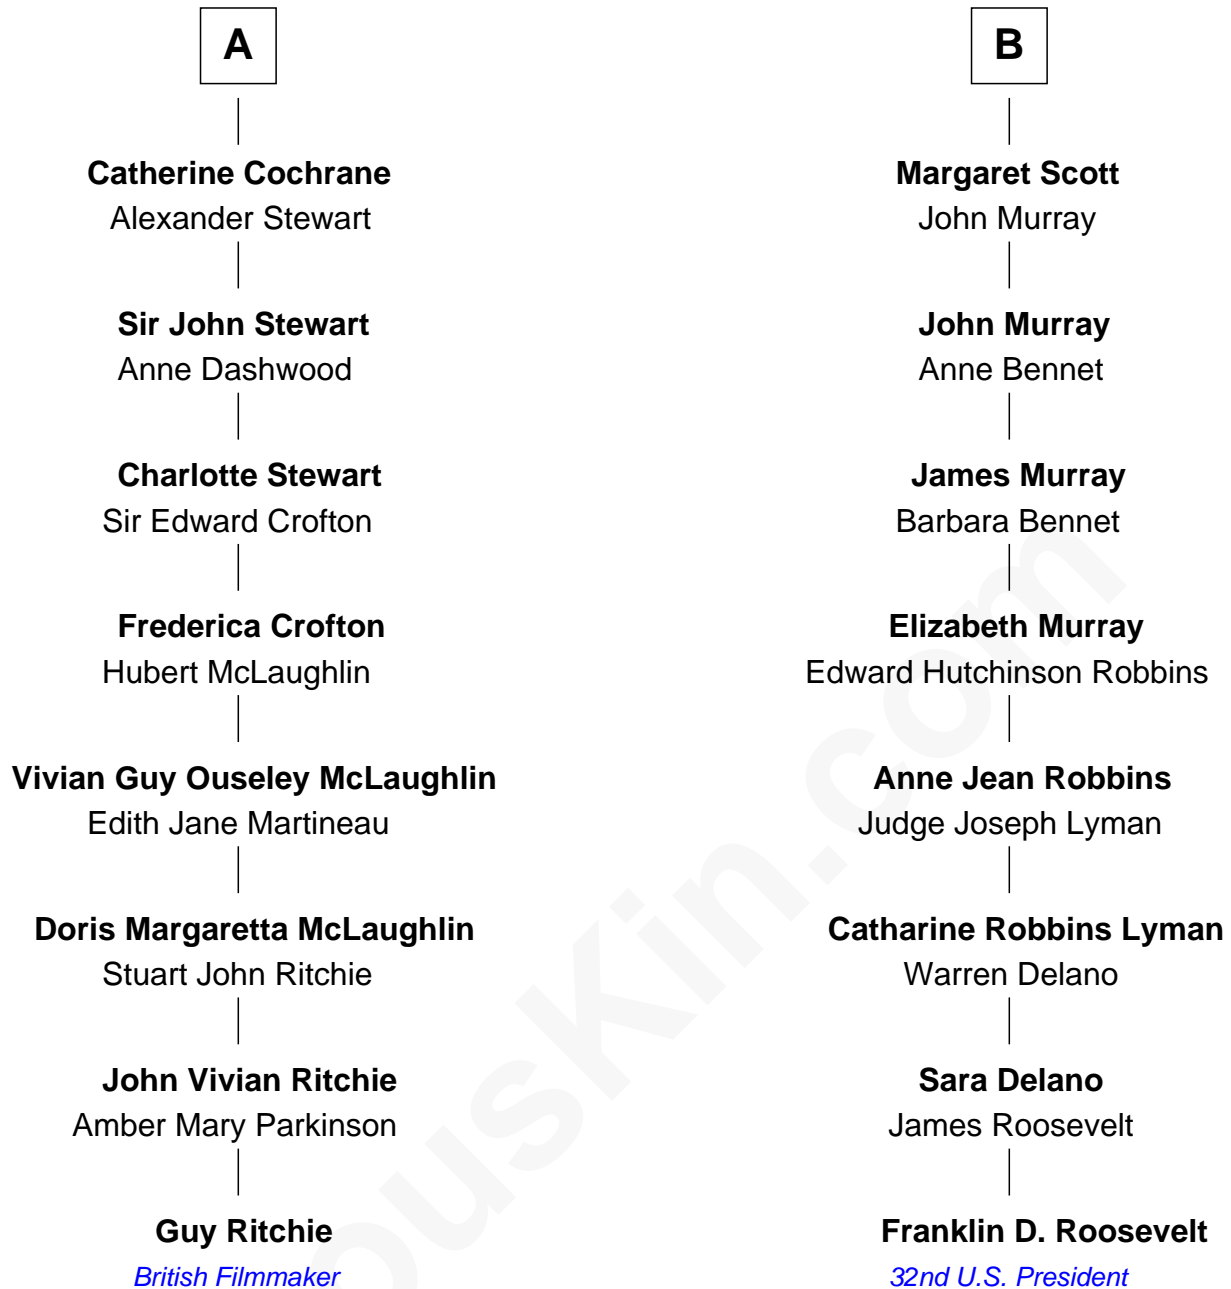 A
Catherine Cochrane
Alexander Stewart
Sir John Stewart
Anne Dashwood
Charlotte Stewart
Sir Edward Crofton
Frederica Crofton
Hubert McLaughlin
Vivian Guy Ouseley McLaughlin
Edith Jane Martineau
Doris Margaretta McLaughlin
Stuart John Ritchie
John Vivian Ritchie
Amber Mary Parkinson
Guy Ritchie
British Filmmaker
B
Margaret Scott
John Murray
John Murray
Anne Bennet
James Murray
Barbara Bennet
Elizabeth Murray
Edward Hutchinson Robbins
Anne Jean Robbins
Judge Joseph Lyman
Catharine Robbins Lyman
Warren Delano
Sara Delano
James Roosevelt
Franklin D. Roosevelt
32nd U.S. President
ousKin.com